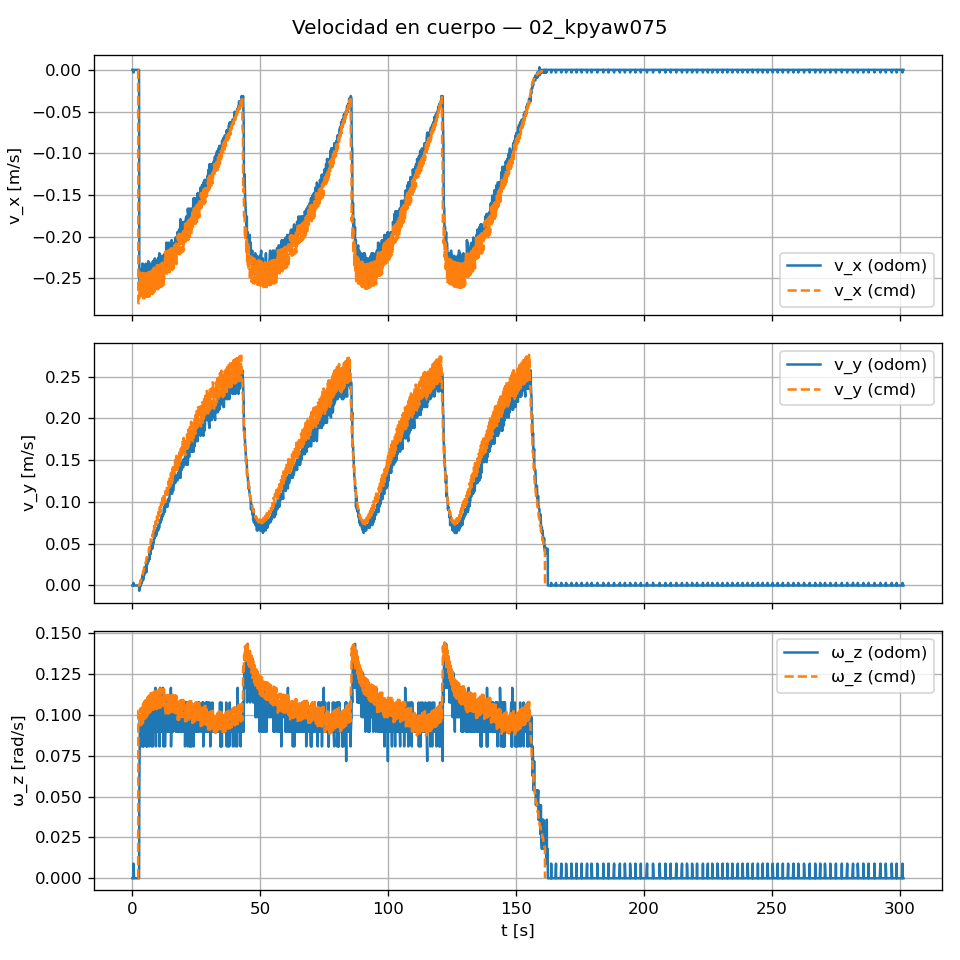 Velocidad en cuerpo — 02_kpyaw075
0.00
−0.05
−0.10
−0.15
−0.20
−0.25
v_x [m/s]
v_x (odom)
v_x (cmd)
0.25
0.20
0.15
0.10
0.05
0.00
v_y [m/s]
v_y (odom)
v_y (cmd)
0.150
0.125
0.100
0.075
0.050
0.025
0.000
ω_z [rad/s]
ω_z (odom)
ω_z (cmd)
0 50 100 150 200 250 300
t [s]